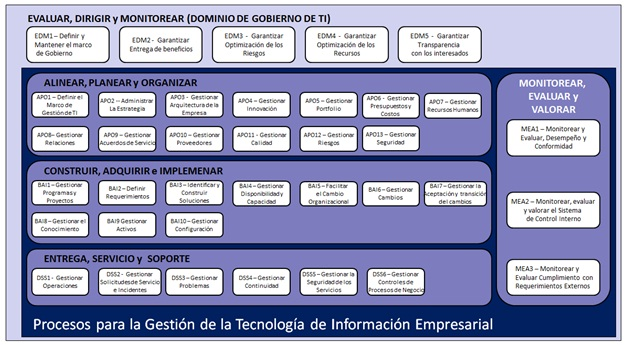 EVALUAR, DIRIGIR y MONITOREAR (DOMINIO DE GOBIERNO DE TI)
EDM1 – Definir y
Mantener el marco
de Gobierno
EDM2 - Garantizar
Entrega de beneficios
EDM3 - Garantizar
Optimización de los
Riesgos
EDM4 - Garantizar
Optimización de los
Recursos
EDM5 - Garantizar
Transparencia
con los interesados
ALINEAR, PLANEAR y ORGANIZAR
APO1 – Definir el
Marco de
Gestión de TI
APO2 – Administrar
La Estrategia
APO3 – Gestionar
Arquitectura de la
Empresa
APO4 – Gestionar
Innovación
APO5 – Gestionar
Portfolio
APO6 - Gestionar
Presupuestos y
Costos
APO7 – Gestionar
Recursos Humanos
APO8– Gestionar
Relaciones
APO9 – Gestionar
Acuerdos de Servicio
APO10 – Gestionar
Proveedores
APO11 - Gestionar
Calidad
APO12 – Gestionar
Riesgos
APO13 – Gestionar
Seguridad
CONSTRUIR, ADQUIRIR e IMPLEMENAR
BAI1 – Gestionar
Programas y
Proyectos
BAI2 – Definir
Requerimientos
BAI3 – Identificar y
Construir
Soluciones
BAI4 – Gestionar
Disponibilidad y
Capacidad
BAI5 – Facilitar
el Cambio
Organizacional
BAI6 – Gestionar
Cambios
BAI7 – Gestionar la
Aceptación y transición
del cambios
BAI8 – Gestionar el
Conocimiento
BAI9 Gestionar
Activos
BAI10 – Gestionar
Configuración
ENTREGA, SERVICIO y SOPORTE
DSS1 - Gestionar
Operaciones
DSS2 - Gestionar
Solicitudes de Servicio
e Incidentes
DSS3 – Gestionar
Problemas
DSS4 – Gestionar
Continuidad
DSS5 – Gestionar la
Seguridad de los
Servicios
DSS6 – Gestionar
Controles de
Procesos de Negocio
MONITOREAR,
EVALUAR y
VALORAR
MEA1 – Monitorear y
Evaluar, Desempeño y
Conformidad
MEA2 – Monitorear, evaluar
y valorar el Sistema
de Control Interno
MEA3 – Monitorear y
Evaluar Cumplimiento con
Requerimientos Externos
Procesos para la Gestión de la Tecnología de Información Empresarial